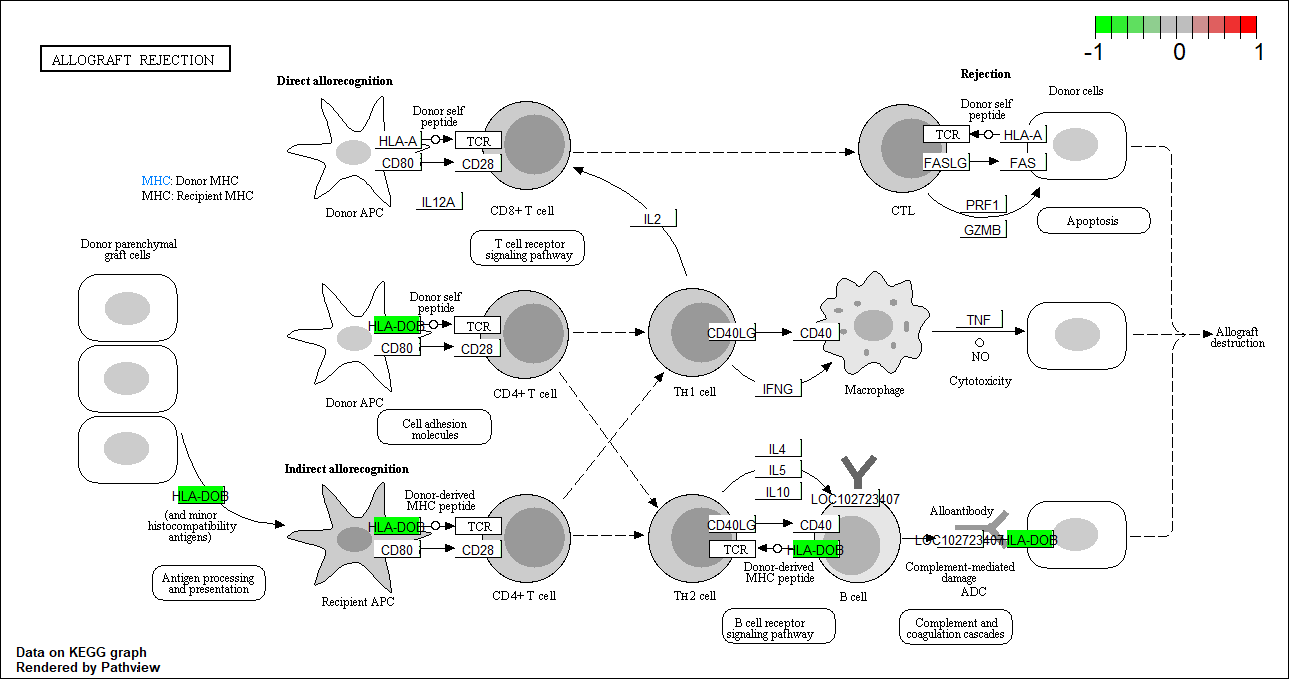 -1 0 1
ALLOGRAFT REJECTION
Direct allorecognition
Rejection
Donor self
peptide
HLA-A
TCR
CD80
CD28
IL12A
Donor APC
CD8+ T cell
T cell receptor
signaling pathway
MHC: Donor MHC
MHC: Recipient MHC
IL2
Donor self
peptide
Donor cells
TCR
HLA-A
FASLG
FAS
CTL
PRF1
GZMB
Apoptosis
Donor parenchymal
graft cells
Donor self
peptide
HLA-DOB
TCR
CD80
CD28
Donor APC
CD4+ T cell
Cell adhesion
molecules
CD40LG
CD40
TH1 cell
IFNG
Macrophage
TNF
NO
Cytotoxicity
Allograft
destruction
Indirect allorecognition
HLA-DOB
(and minor
histocompatibility
antigens)
Antigen processing
and presentation
Donor-derived
MHC peptide
HLA-DOB
TCR
CD80
CD28
Recipient APC
CD4+ T cell
IL4
IL5
IL10
LOC102723407
CD40LG
CD40
TCR
HLA-DOB
Donor-derived
MHC peptide
TH2 cell
B cell
B cell receptor
signaling pathway
Alloantibody
LOC102723407
HLA-DOB
Complement-mediated
damage
ADC
Complement and
coagulation cascades
Data on KEGG graph
Rendered by Pathview